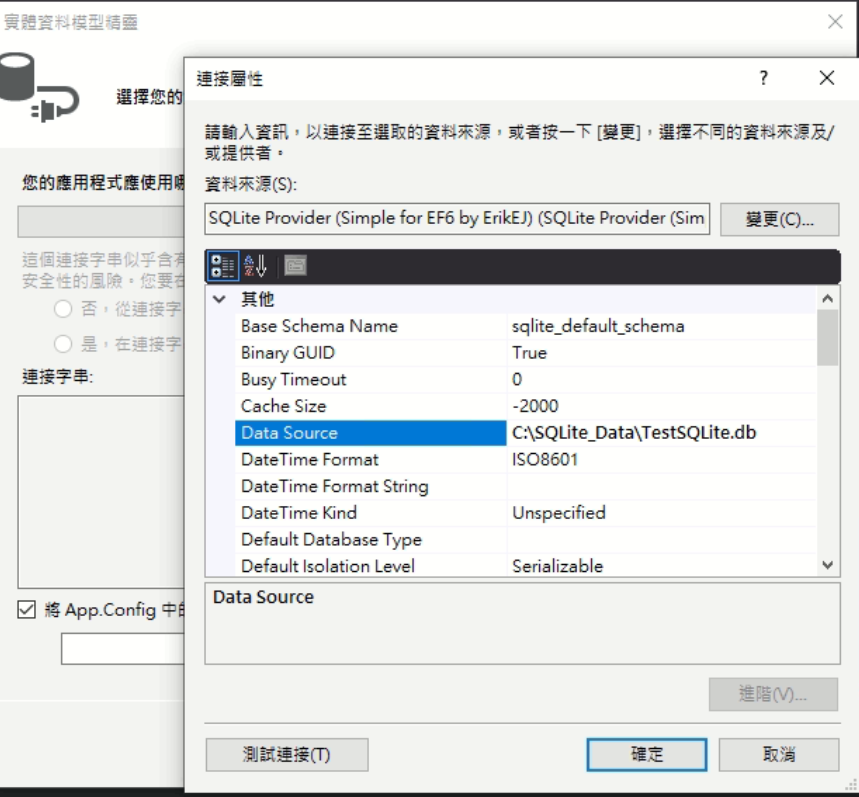 實體資料模型精靈
選擇您的
您的應用程式應使用哪
這個連接字串似乎含有
安全性的風險。您要在
否，從連接字
是，在連接字
連接字串:
將 App.Config 中的
連接屬性
?
請輸入資訊，以連接至選取的資料來源，或者按一下 [變更]，選擇不同的資料來源及/
或提供者。
資料來源(S):
SQLite Provider (Simple for EF6 by ErikEJ) (SQLite Provider (Sim
變更(C)...
其他
Base Schema Name sqlite_default_schema
Binary GUID True
Busy Timeout 0
Cache Size -2000
Data Source C:\SQLite_Data\TestSQLite.db
DateTime Format ISO8601
DateTime Format String
DateTime Kind Unspecified
Default Database Type
Default Isolation Level Serializable
Data Source
進階(V)...
測試連接(T)
確定
取消